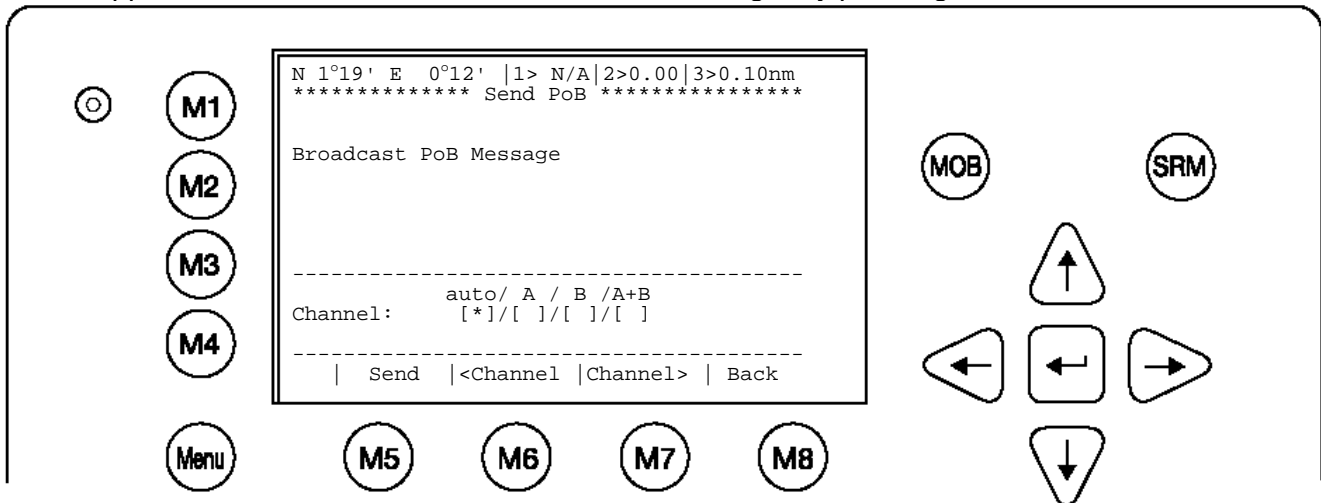 N 1°19' E  0°12' |1> N/A|2>0.00|3>0.10nm
************** Send PoB ****************
Broadcast PoB Message
----------------------------------------
auto/ A / B /A+B
Channel: [*]/[ ]/[ ]/[ ]
----------------------------------------
| Send |<Channel |Channel> | Back
M1
M2
M3
M4
Menu
M5
M6
M7
M8
MOB
SRM